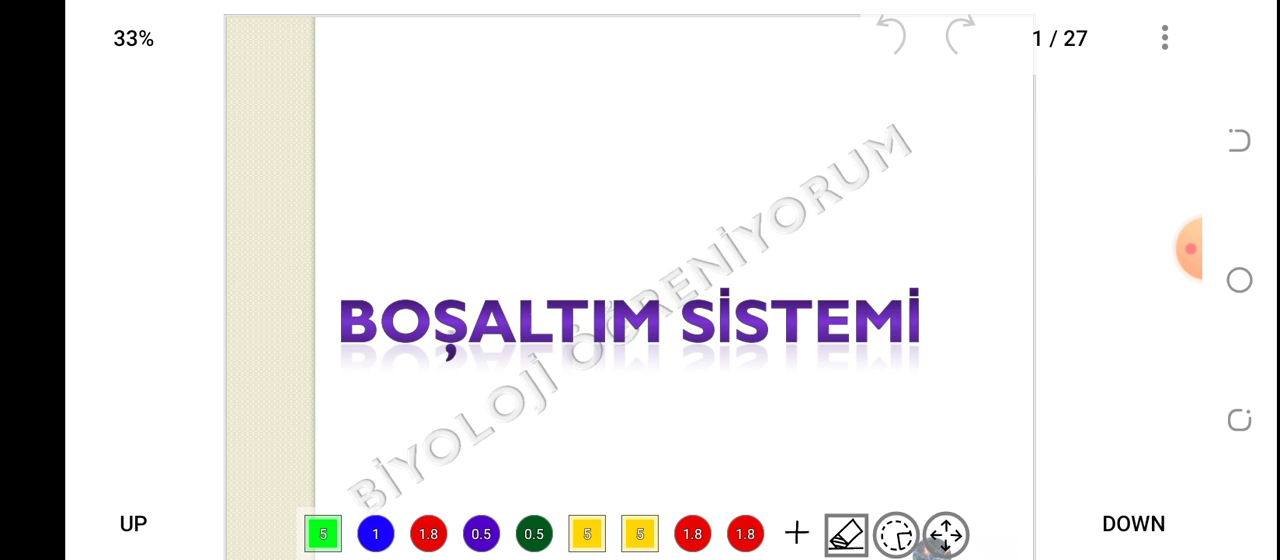 33%
1 / 27
BİYOLOJİ ÖĞRENİYORUM
BOŞALTIM SİSTEMİ
UP
5
1
1.8
0.5
0.5
5
5
1.8
1.8
DOWN